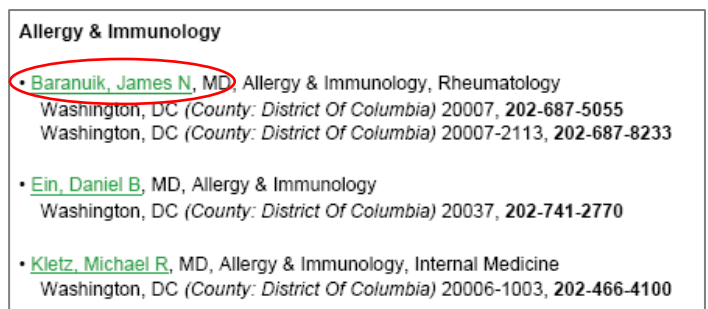 Allergy & Immunology
• Baranuik, James N, MD, Allergy & Immunology, Rheumatology
Washington, DC (County: District Of Columbia) 20007, 202-687-5055
Washington, DC (County: District Of Columbia) 20007-2113, 202-687-8233
• Ein, Daniel B, MD, Allergy & Immunology
Washington, DC (County: District Of Columbia) 20037, 202-741-2770
• Kletz, Michael R, MD, Allergy & Immunology, Internal Medicine
Washington, DC (County: District Of Columbia) 20006-1003, 202-466-4100